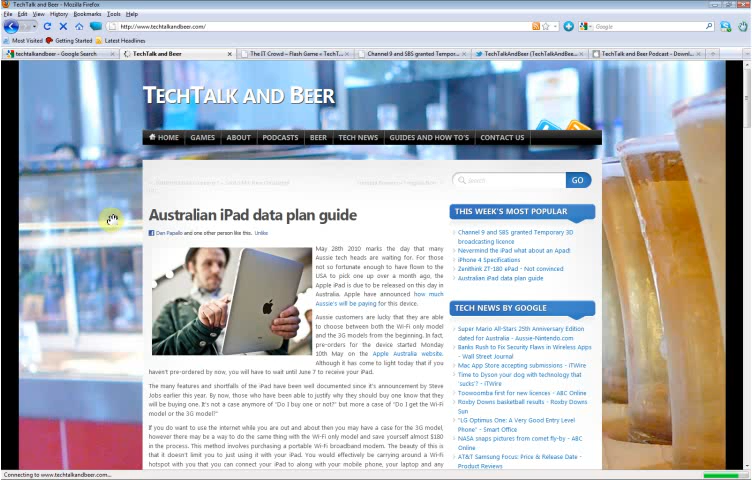 TechTalk and Beer - Mozilla Firefox
File Edit View History Bookmarks Tools Help
http://www.techtalkandbeer.com/
Google
Most Visited Getting Started Latest Headlines
techtalkandbeer - Google Search
TechTalk and Beer
The IT Crowd – Flash Game « TechT...
Channel 9 and SBS granted Tempor...
TechTalkAndBeer (TechTalkAndBee...
TechTalk and Beer Podcast - Downl...
TECHTALK AND BEER
HOME GAMES ABOUT PODCASTS BEER TECH NEWS GUIDES AND HOW TO'S CONTACT US
Search
GO
Australian iPad data plan guide
Dan Papallo and one other person like this. Unlike
May 28th 2010 marks the day that many
Aussie tech heads are waiting for. For those
not so fortunate enough to have flown to the
USA to pick one up over a month ago, the
Apple iPad is due to be released on this day in
Australia. Apple have announced how much
Aussie's will be paying for this device.
Aussie customers are lucky that they are able
to choose between both the Wi-Fi only model
and the 3G models from the beginning. In fact,
pre-orders for the device started Monday
10th May on the Apple Australia website.
Although it has come to light today that if you
haven't pre-ordered by now, you will have to wait until June 7 to receive your iPad.
The many features and shortfalls of the iPad have been well documented since it's announcement by Steve
Jobs earlier this year. By now, those who have been able to justify why they should buy one know that they
will be buying one. It's not a case anymore of "Do I buy one or not?" but more a case of "Do I get the Wi-Fi
model or the 3G model?"
If you do want to use the internet while you are out and about then you may have a case for the 3G model,
however there may be a way to do the same thing with the Wi-Fi only model and save yourself almost $180
in the process. This method involves purchasing a portable Wi-Fi broadband modem. The beauty of this is
that it doesn't limit you to just using it with your iPad. You would effectively be carrying around a Wi-Fi
hotspot with you that you can connect your iPad to along with your mobile phone, your laptop and any
THIS WEEK'S MOST POPULAR
Channel 9 and SBS granted Temporary 3D
broadcasting licence
Nevermind the iPad what about an Apad!
iPhone 4 Specifications
Zenithink ZT-180 ePad - Not convinced
Australian iPad data plan guide
TECH NEWS BY GOOGLE
Super Mario All-Stars 25th Anniversary Edition
dated for Australia - Aussie-Nintendo.com
Banks Rush to Fix Security Flaws in Wireless Apps
- Wall Street Journal
Mac App Store accepting submissions - ITWire
Time to Dyson your dog with technology that
'sucks'? - ITWire
Toowoomba first for new licences - ABC Online
Roxby Downs basketball results - Roxby Downs
Sun
"LG Optimus One: A Very Good Entry Level
Phone" - Smart Office
NASA snaps pictures from comet fly-by - ABC
Online
AT&T Samsung Focus: Price & Release Date -
Product Reviews
Connecting to www.techtalkandbeer.com...